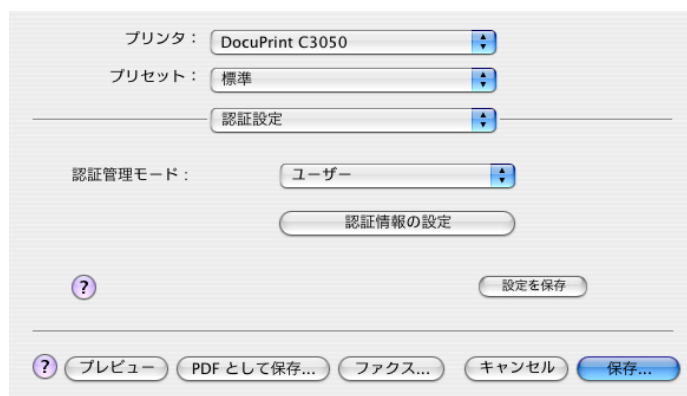 プリンタ： DocuPrint C3050
プリセット： 標準
認証設定
認証管理モード： ユーザー
認証情報の設定
? 設定を保存
? プレビュー PDF として保存... ファクス... キャンセル 保存...